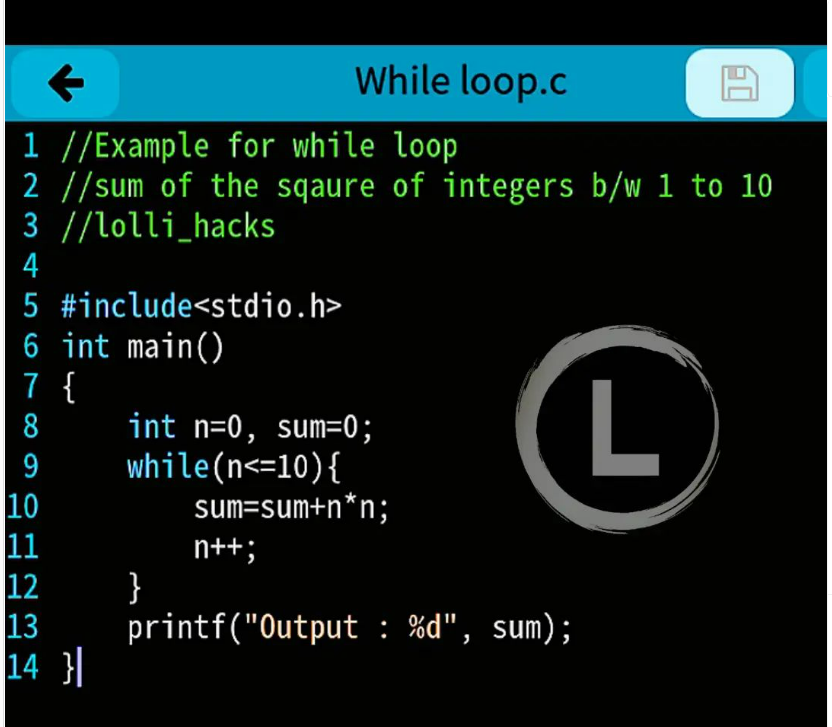 While loop.c
1 //Example for while loop
2 //sum of the sqaure of integers b/w 1 to 10
3 //lolli_hacks
4
5 #include<stdio.h>
6 int main()
7 {
8     int n=0, sum=0;
9     while(n<=10){
10         sum=sum+n*n;
11         n++;
12     }
13     printf("Output : %d", sum);
14 }
L